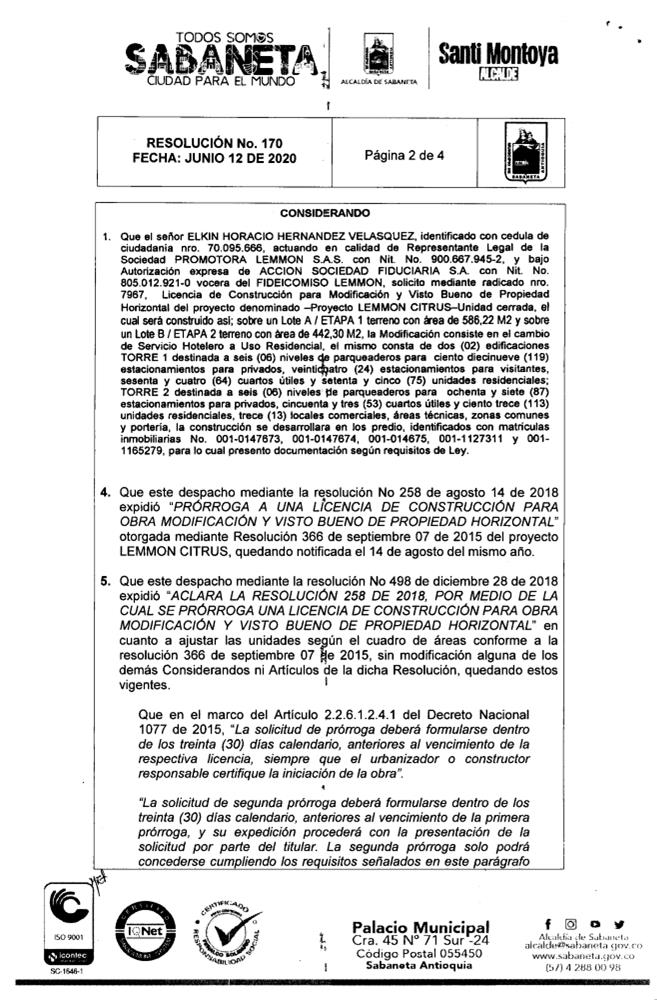 TODOS SOMOS
SABANETA
CIUDAD PARA EL MUNDO
ALCALDÍA DE SABANETA
Santi Montoya
ALCALDE
RESOLUCIÓN No. 170
FECHA: JUNIO 12 DE 2020
Página 2 de 4
SABANETA
CONSIDERANDO
1. Que el señor ELKIN HORACIO HERNANDEZ VELASQUEZ, identificado con cedula de
ciudadanía nro. 70.095.666, actuando en calidad de Representante Legal de la
Sociedad PROMOTORA LEMMON S.A.S. con Nit. No. 900.667.945-2, y bajo
Autorización expresa de ACCION SOCIEDAD FIDUCIARIA S.A. con Nit. No.
805.012.921-0 vocera del FIDEICOMISO LEMMON, solicito mediante radicado nro.
7967, Licencia de Construcción para Modificación y Visto Bueno de Propiedad
Horizontal del proyecto denominado –Proyecto LEMMON CITRUS–Unidad cerrada, el
cual será construido asi; sobre un Lote A / ETAPA 1 terreno con área de 586,22 M2 y sobre
un Lote B / ETAPA 2 terreno con área de 442,30 M2, la Modificación consiste en el cambio
de Servicio Hotelero a Uso Residencial, el mismo consta de dos (02) edificaciones
TORRE 1 destinada a seis (06) niveles de parqueaderos para ciento diecinueve (119)
estacionamientos para privados, veinticuatro (24) estacionamientos para visitantes,
sesenta y cuatro (64) cuartos útiles y setenta y cinco (75) unidades residenciales;
TORRE 2 destinada a seis (06) niveles de parqueaderos para ochenta y siete (87)
estacionamientos para privados, cincuenta y tres (53) cuartos útiles y ciento trece (113)
unidades residenciales, trece (13) locales comerciales, áreas técnicas, zonas comunes
y portería, la construcción se desarrollara en los predio, identificados con matrículas
inmobiliarias No. 001-0147673, 001-0147674, 001-014675, 001-1127311 y 001-
1165279, para lo cual presento documentación según requisitos de Ley.
4. Que este despacho mediante la resolución No 258 de agosto 14 de 2018
expidió “PRÓRROGA A UNA LICENCIA DE CONSTRUCCIÓN PARA
OBRA MODIFICACIÓN Y VISTO BUENO DE PROPIEDAD HORIZONTAL”
otorgada mediante Resolución 366 de septiembre 07 de 2015 del proyecto
LEMMON CITRUS, quedando notificada el 14 de agosto del mismo año.
5. Que este despacho mediante la resolución No 498 de diciembre 28 de 2018
expidió “ACLARA LA RESOLUCIÓN 258 DE 2018, POR MEDIO DE LA
CUAL SE PRÓRROGA UNA LICENCIA DE CONSTRUCCIÓN PARA OBRA
MODIFICACIÓN Y VISTO BUENO DE PROPIEDAD HORIZONTAL” en
cuanto a ajustar las unidades según el cuadro de áreas conforme a la
resolución 366 de septiembre 07 de 2015, sin modificación alguna de los
demás Considerandos ni Artículos de la dicha Resolución, quedando estos
vigentes.
Que en el marco del Artículo 2.2.6.1.2.4.1 del Decreto Nacional
1077 de 2015, “La solicitud de prórroga deberá formularse dentro
de los treinta (30) días calendario, anteriores al vencimiento de la
respectiva licencia, siempre que el urbanizador o constructor
responsable certifique la iniciación de la obra”.
“La solicitud de segunda prórroga deberá formularse dentro de los
treinta (30) días calendario, anteriores al vencimiento de la primera
prórroga, y su expedición procederá con la presentación de la
solicitud por parte del titular. La segunda prórroga solo podrá
concederse cumpliendo los requisitos señalados en este parágrafo
ISO 9001
icontec
SC-1646-1
CERTIFIED
IQNet
CERTIFICADO
RESPONSABILIDAD SOCIAL
Palacio Municipal
Cra. 45 Nº 71 Sur -24
Código Postal 055450
Sabaneta Antioquia
Alcaldía de Sabaneta
alcalde@sabaneta.gov.co
www.sabaneta.gov.co
(57) 4 288 00 98